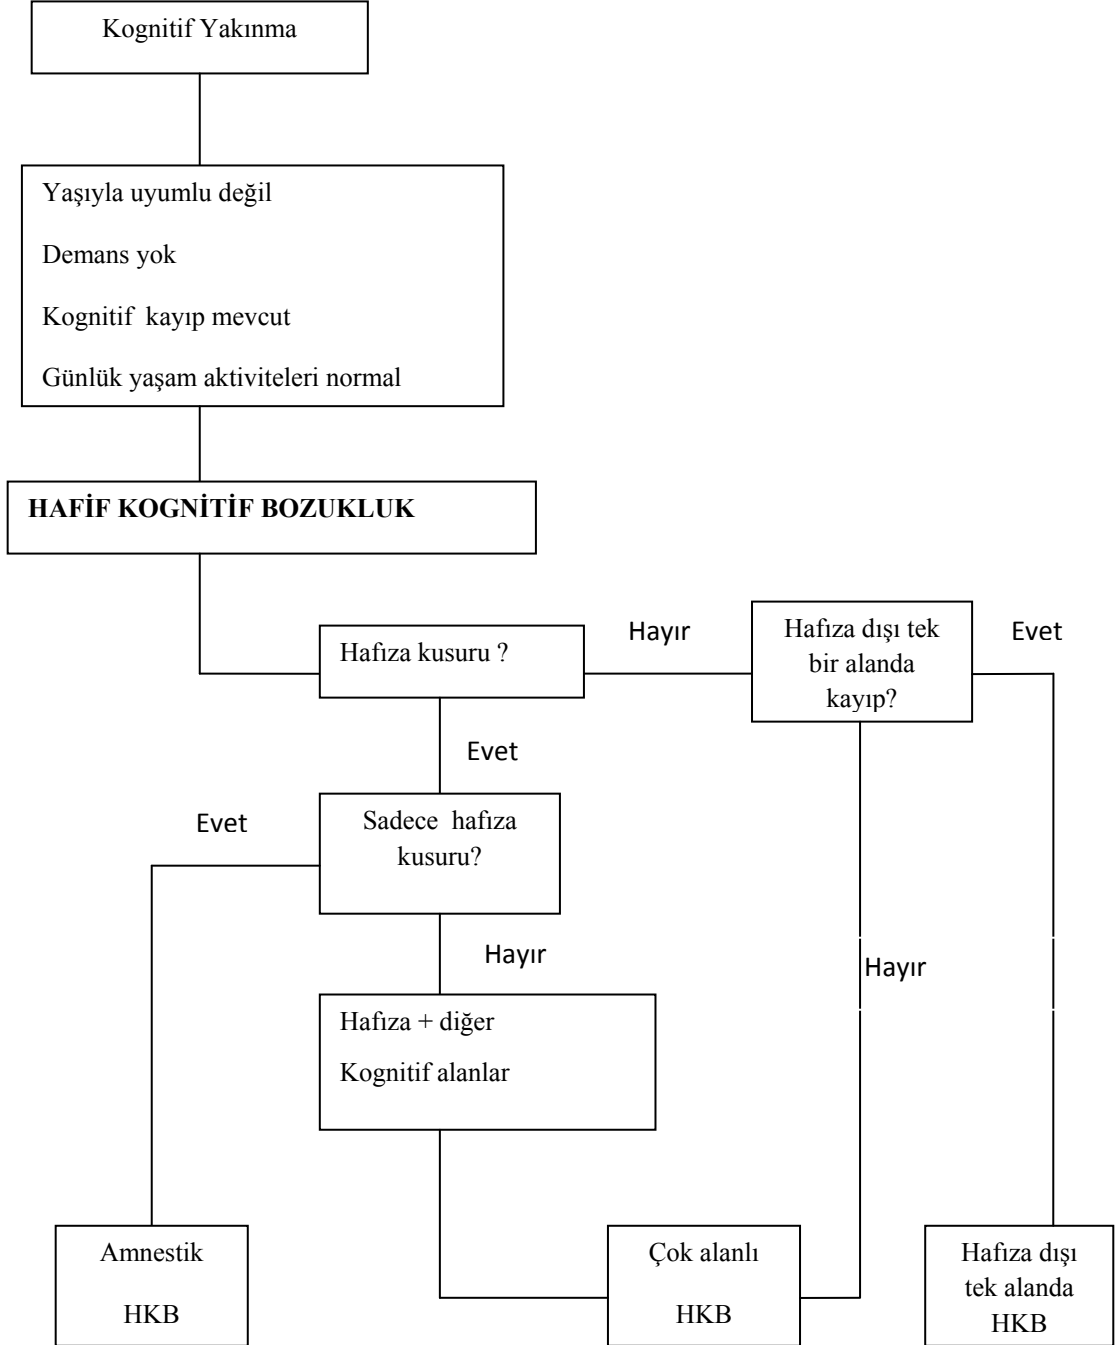 Kognitif Yakınma
Yaşıyla uyumlu değil
Demans yok
Kognitif kayıp mevcut
Günlük yaşam aktiviteleri normal
HAFİF KOGNİTİF BOZUKLUK
Hafıza kusuru ?
Hayır
Hafıza dışı tek
bir alanda
kayıp?
Evet
Evet
Evet
Sadece hafıza
kusuru?
Hayır
Hayır
Hafıza + diğer
Kognitif alanlar
Amnestik
HKB
Çok alanlı
HKB
Hafıza dışı
tek alanda
HKB